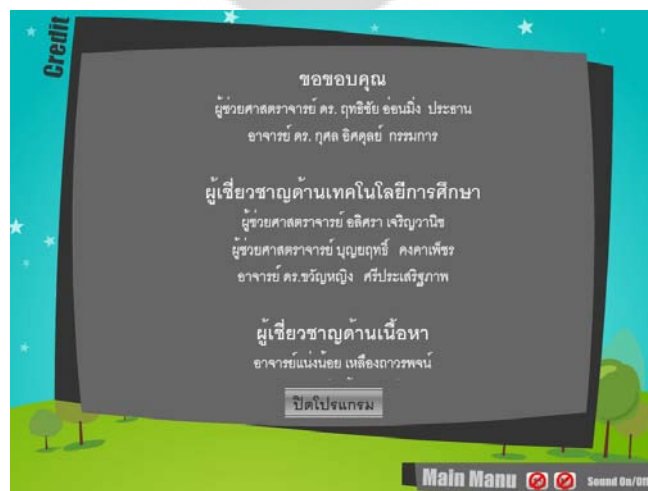 Credit
ขอขอบคุณ
ผู้ช่วยศาสตราจารย์ ดร. ฤทธิชัย อ่อนมิ่ง ประธาน
อาจารย์ ดร. กุศล อิศดุลย์ กรรมการ
ผู้เชี่ยวชาญด้านเทคโนโลยีการศึกษา
ผู้ช่วยศาสตราจารย์ อลิศรา เจริญวานิช
ผู้ช่วยศาสตราจารย์ บุญยฤทธิ์ คงคาเพ็ชร
อาจารย์ ดร.ขวัญหญิง ศรีประเสริฐภาพ
ผู้เชี่ยวชาญด้านเนื้อหา
อาจารย์แน่งน้อย เหลืองถาวรพจน์
ปิดโปรแกรม
Main Manu Sound On/Off